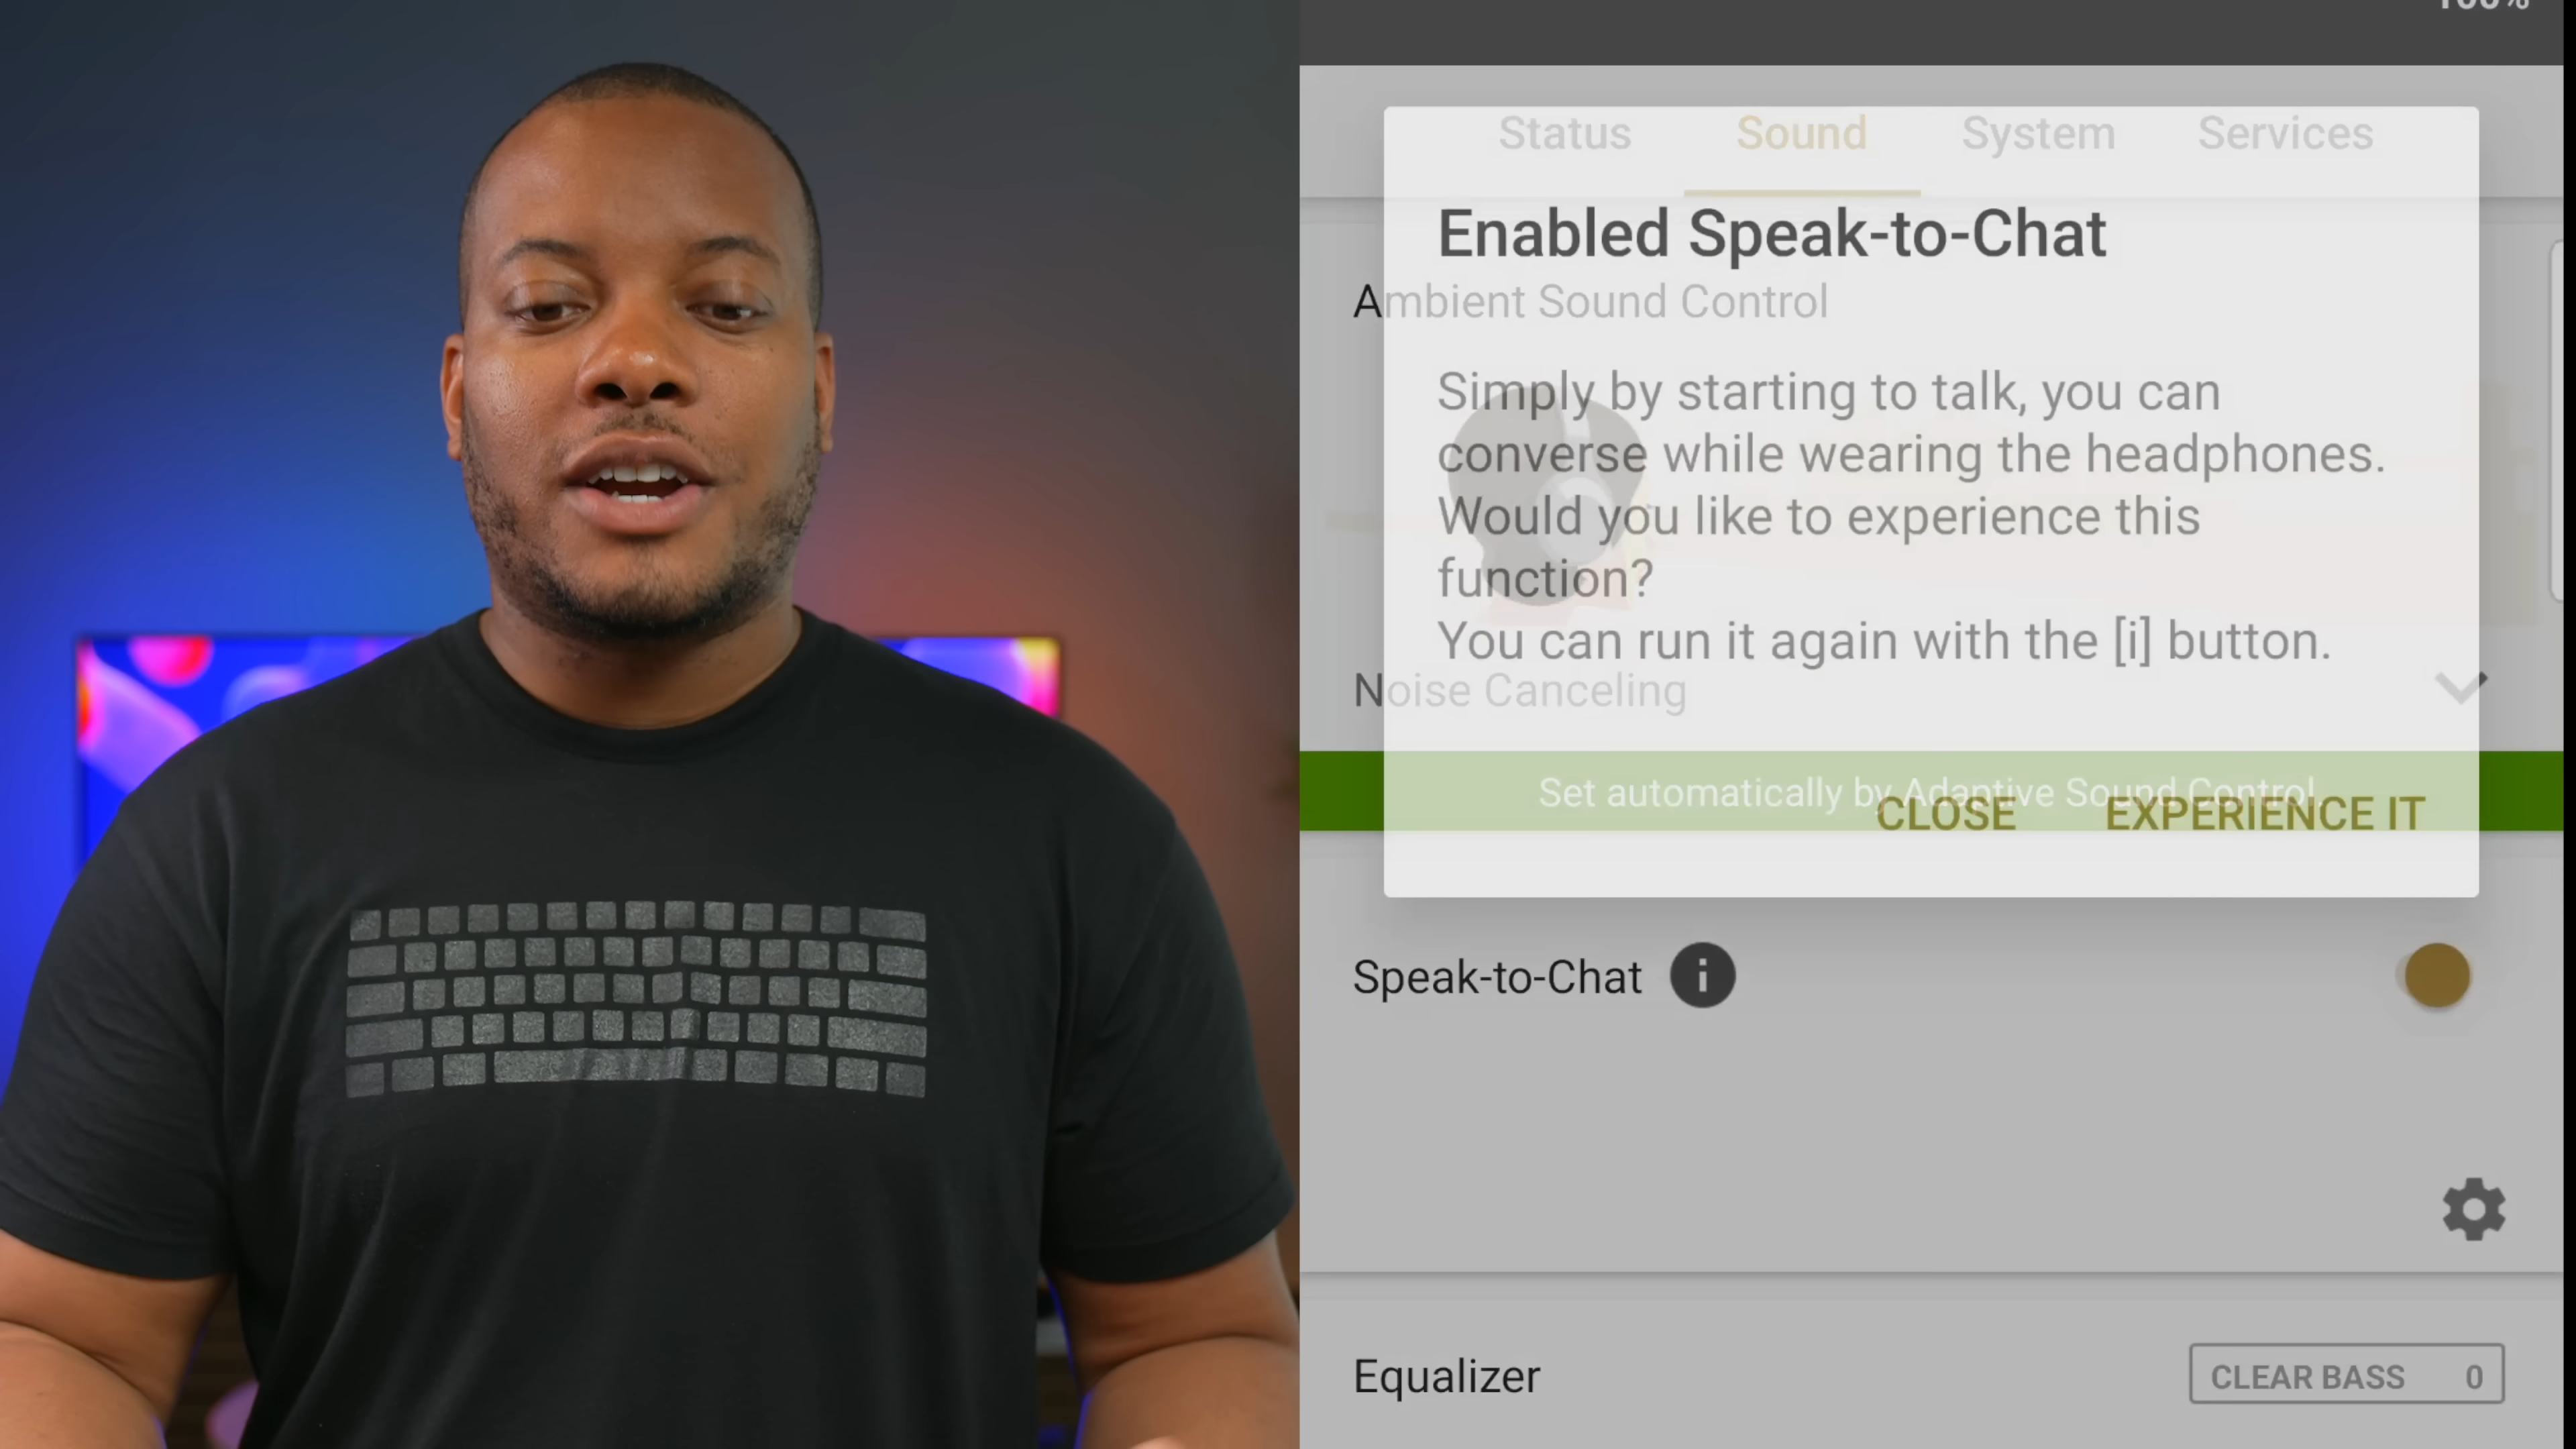 100%
Status Sound System Services
Enabled Speak-to-Chat
Ambient Sound Control
Simply by starting to talk, you can
converse while wearing the headphones.
Would you like to experience this
function?
You can run it again with the [i] button.
Noise Canceling
Set automatically by Adaptive Sound Control.
CLOSE EXPERIENCE IT
Speak-to-Chat i
Equalizer CLEAR BASS 0